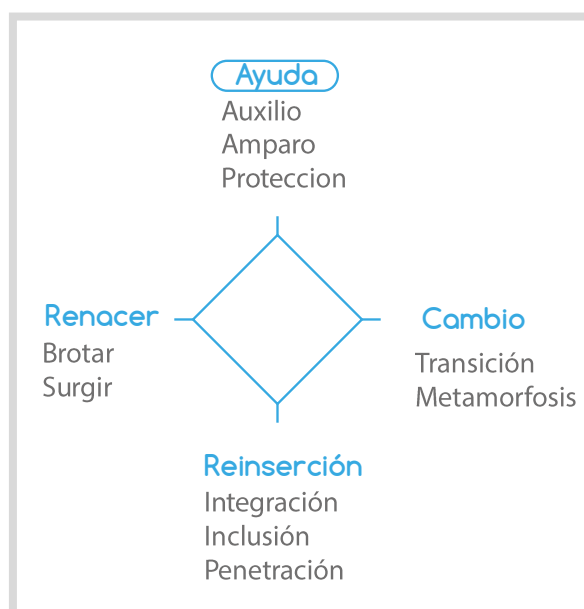 Ayuda
Auxilio
Amparo
Proteccion
Renacer
Brotar
Surgir
Cambio
Transición
Metamorfosis
Reinserción
Integración
Inclusión
Penetración